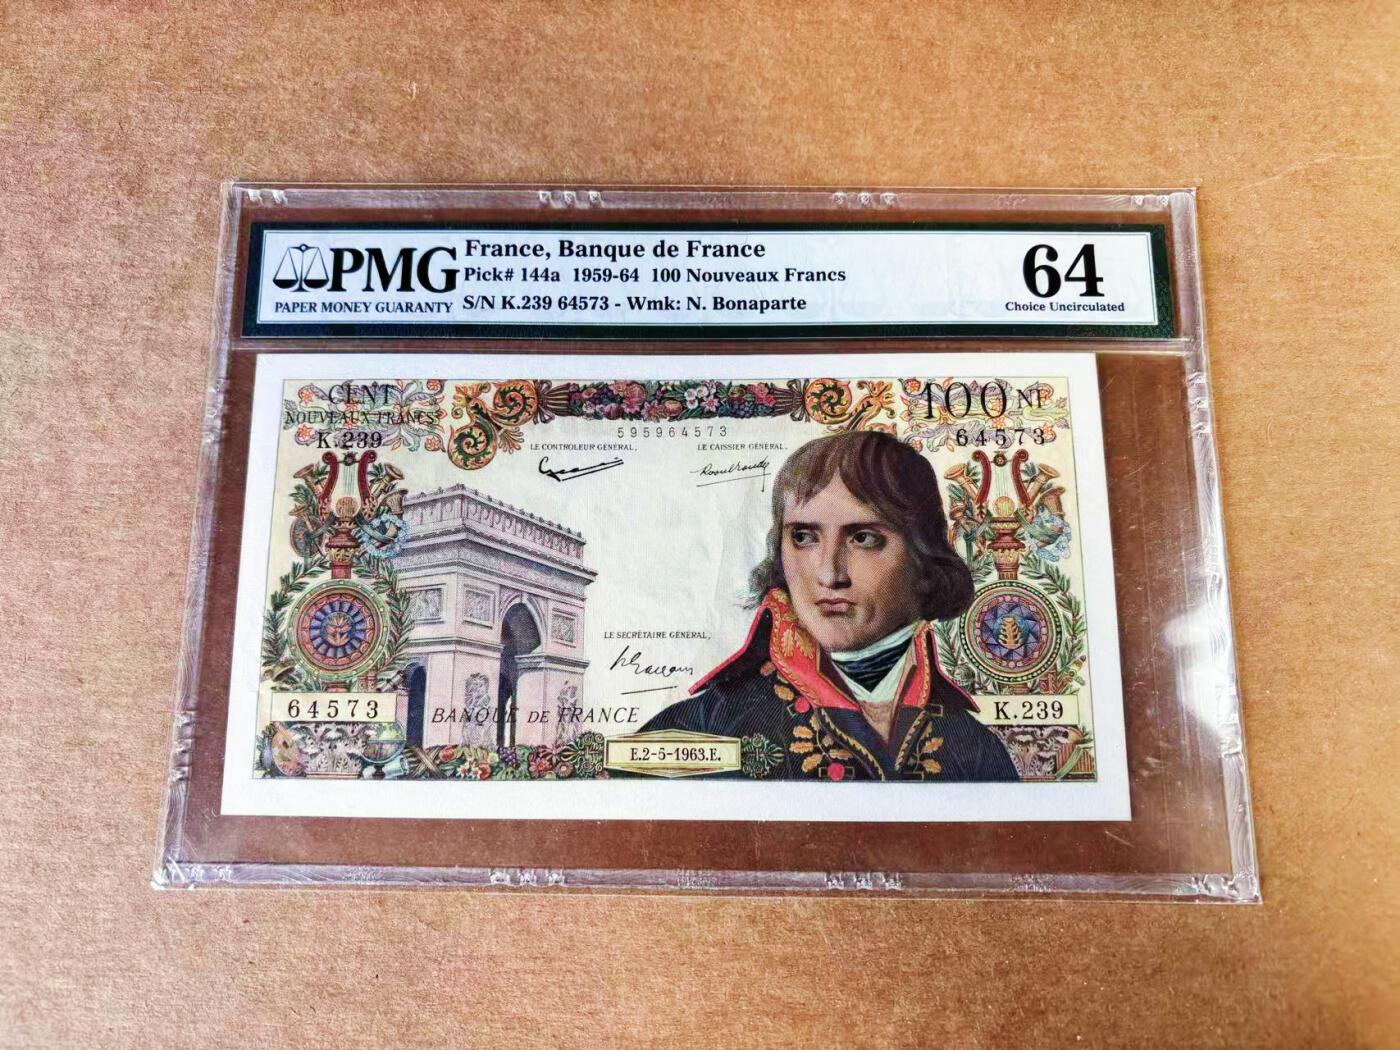 PMG
PAPER MONEY GUARANTY
France, Banque de France
Pick# 144a 1959-64 100 Nouveaux Francs
S/N K.239 64573 - Wmk: N. Bonaparte
64
Choice Uncirculated
CENT
NOUVEAUX FRANCS
K.239
595964573
100 NF
64573
LE CONTROLEUR GÉNÉRAL,
LE CAISSIER GÉNÉRAL,
LE SECRÉTAIRE GÉNÉRAL,
64573
BANQUE DE FRANCE
K.239
E.2-5-1963.E.